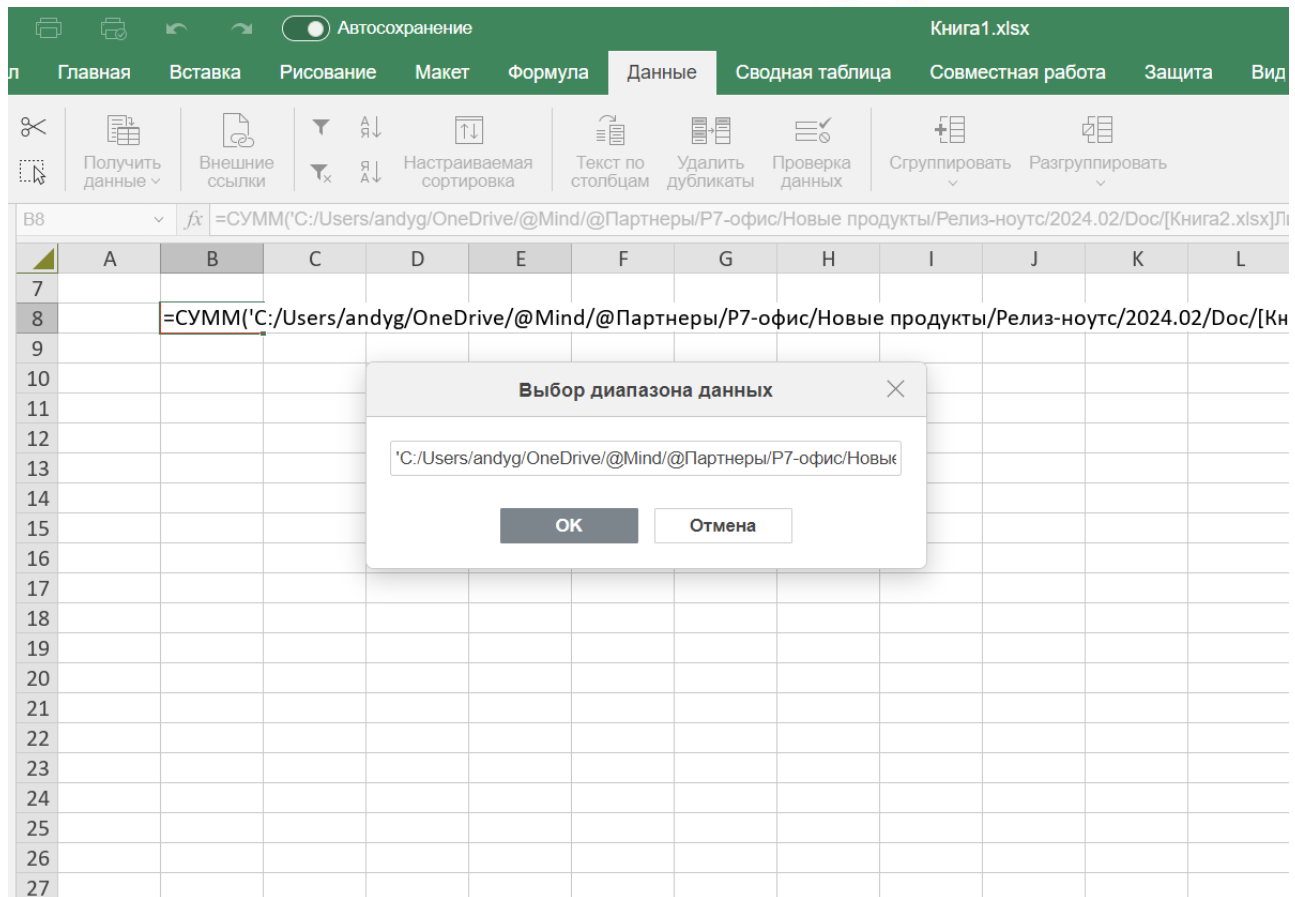 Автосохранение
Книга1.xlsx
л Главная Вставка Рисование Макет Формула Данные Сводная таблица Совместная работа Защита Вид
Получить данные
Внешние ссылки
А Я
Я А
Настраиваемая сортировка
Текст по столбцам
Удалить дубликаты
Проверка данных
Сгруппировать
Разгруппировать
B8 fx =СУММ('C:/Users/andyg/OneDrive/@Mind/@Партнеры/Р7-офис/Новые продукты/Релиз-ноутс/2024.02/Doc/[Книга2.xlsx]Л
A B C D E F G H I J K L
7
8 =СУММ('C:/Users/andyg/OneDrive/@Mind/@Партнеры/Р7-офис/Новые продукты/Релиз-ноутс/2024.02/Doc/[Кн
9
10
11
12
13
14
15
16
17
18
19
20
21
22
23
24
25
26
27
Выбор диапазона данных
'C:/Users/andyg/OneDrive/@Mind/@Партнеры/Р7-офис/Новые
OK Отмена